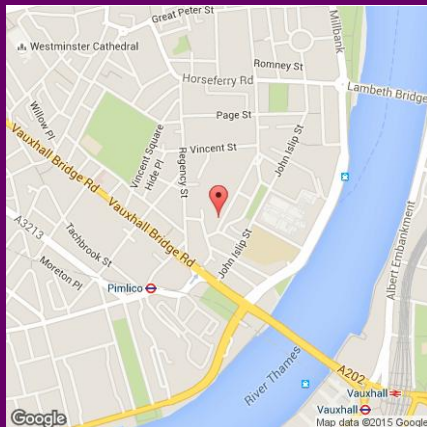 Great Peter St
Millbank
Westminster Cathedral
Romney St
Horseferry Rd
Lambeth Bridge
Page St
Willow Pl
Vincent Square
Regency St
Vincent St
Hide Pl
John Islip St
Vauxhall Bridge Rd
A3213
Tachbrook St
Vauxhall Bridge Rd
Moreton Pl
John Islip St
Albert Embankment
Pimlico
River Thames
A202
Vauxhall
Vauxhall
Google
Map data ©2015 Google